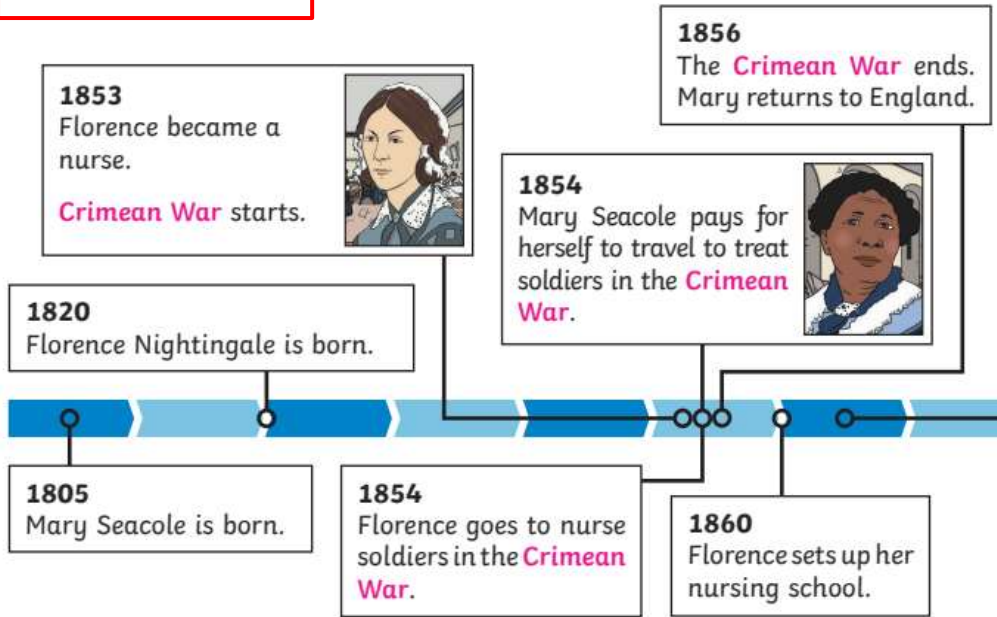 1856
The Crimean War ends.
Mary returns to England.
1853
Florence became a
nurse.
Crimean War starts.
1854
Mary Seacole pays for
herself to travel to treat
soldiers in the Crimean
War.
1820
Florence Nightingale is born.
1805
Mary Seacole is born.
1854
Florence goes to nurse
soldiers in the Crimean
War.
1860
Florence sets up her
nursing school.